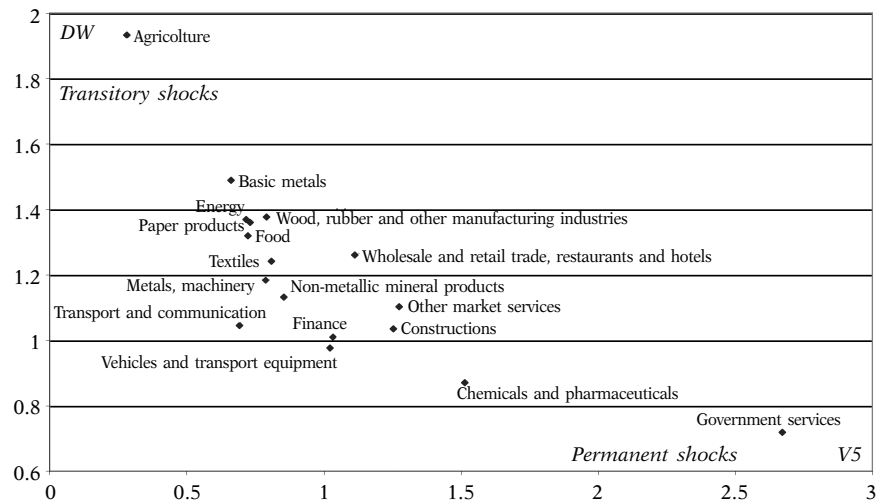 2
DW
Agricolture
1.8
Transitory shocks
1.6
Basic metals
Energy
1.4
Wood, rubber and other manufacturing industries
Paper products
Food
Wholesale and retail trade, restaurants and hotels
Textiles
1.2
Metals, machinery
Non-metallic mineral products
Other market services
Transport and communication
Finance
Constructions
1
Vehicles and transport equipment
Chemicals and pharmaceuticals
0.8
Government services
Permanent shocks
V5
0.6
0 0.5 1 1.5 2 2.5 3